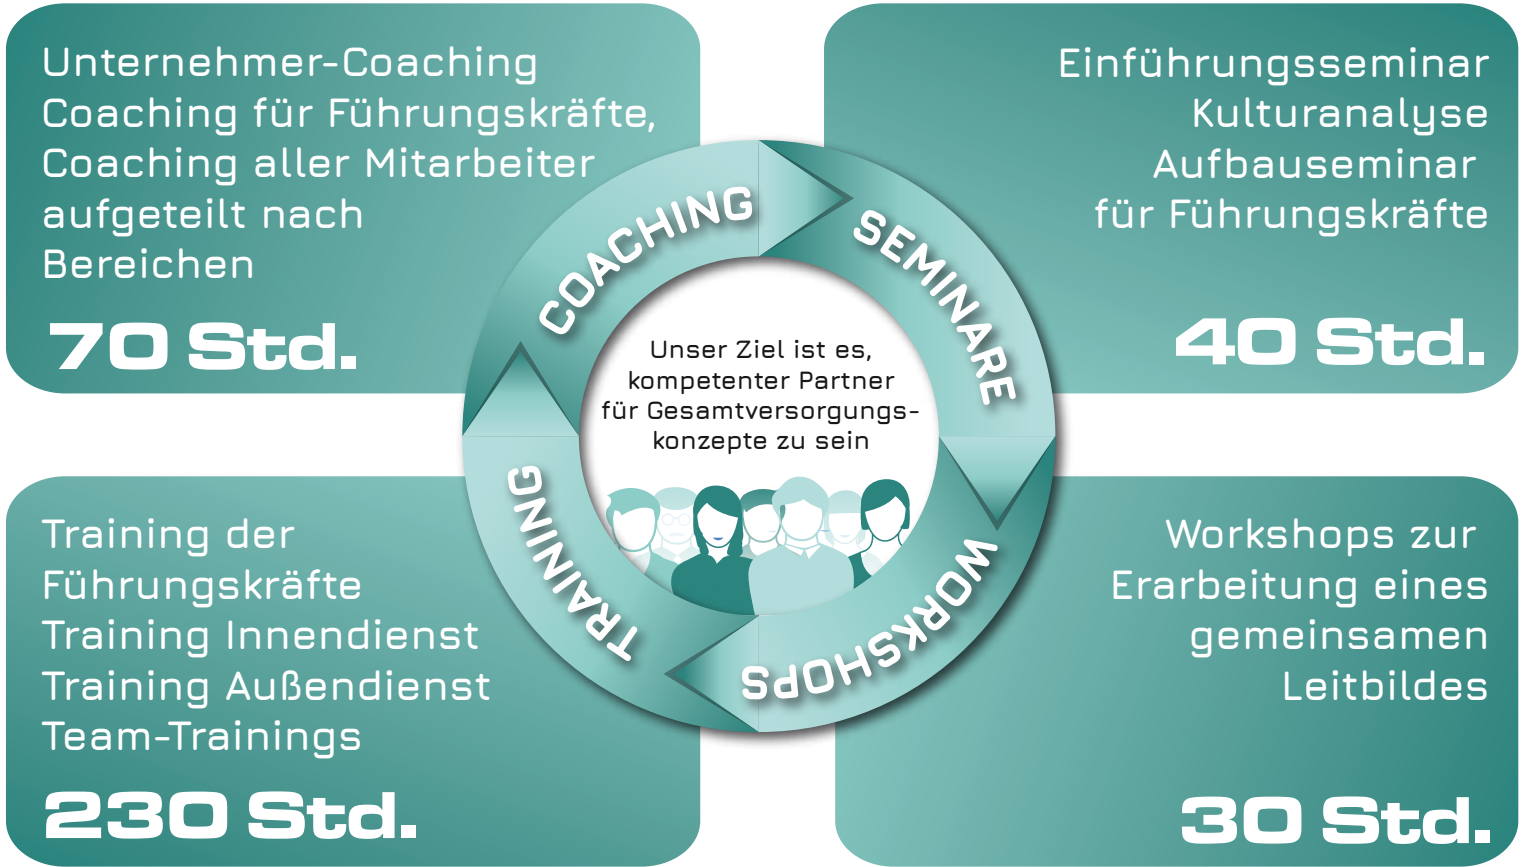 Unternehmer-Coaching
Coaching für Führungskräfte,
Coaching aller Mitarbeiter
aufgeteilt nach
Bereichen
70 Std.
Einführungsseminar
Kulturanalyse
Aufbauseminar
für Führungskräfte
40 Std.
COACHING
SEMINARE
WORKSHOPS
TRAINING
Unser Ziel ist es,
kompetenter Partner
für Gesamtversorgungs-
konzepte zu sein
Training der
Führungskräfte
Training Innendienst
Training Außendienst
Team-Trainings
230 Std.
Workshops zur
Erarbeitung eines
gemeinsamen
Leitbildes
30 Std.